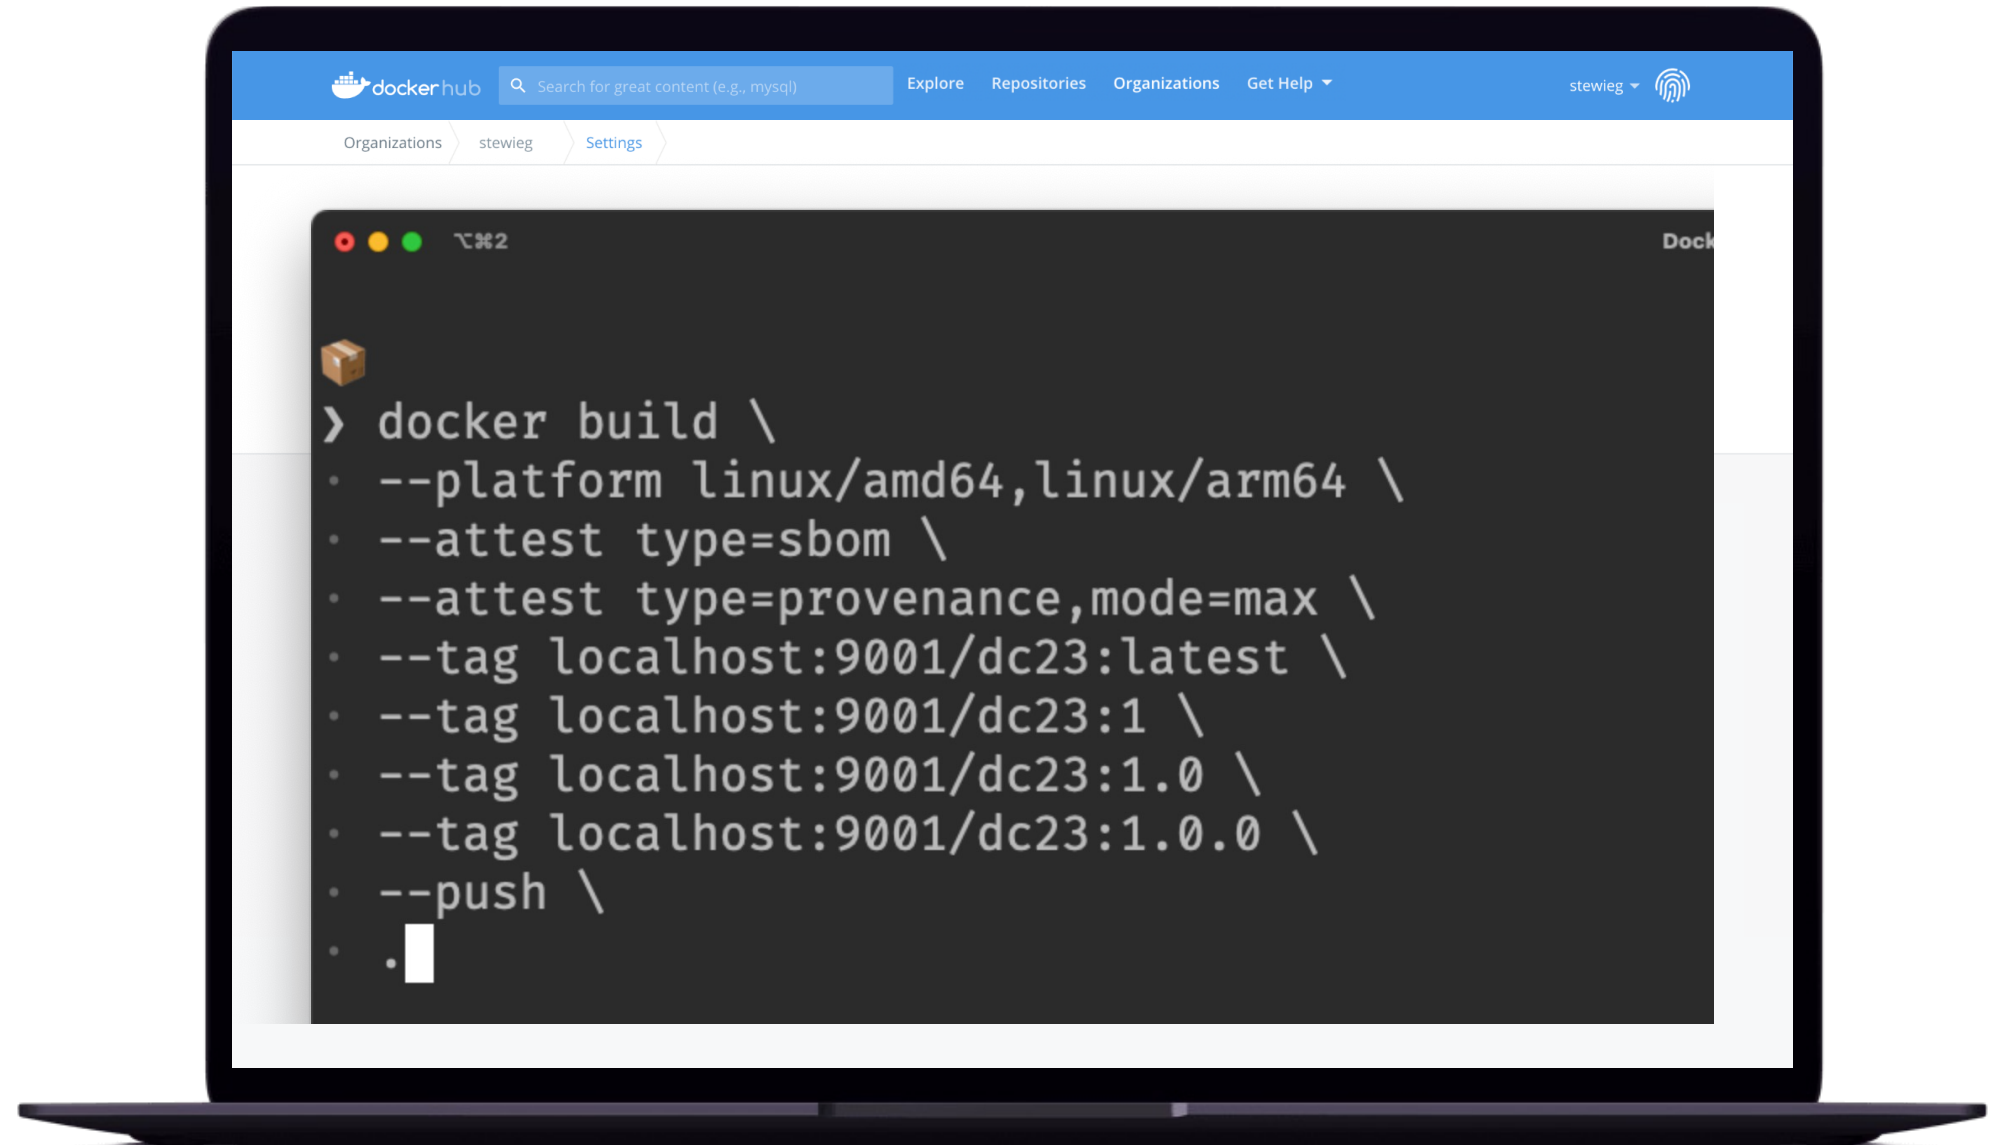 docker hub Search for great content (e.g., mysql) Explore Repositories Organizations Get Help stewieg
Organizations stewieg Settings
⌥⌘2 Dock
❯ docker build \
--platform linux/amd64,linux/arm64 \
--attest type=sbom \
--attest type=provenance,mode=max \
--tag localhost:9001/dc23:latest \
--tag localhost:9001/dc23:1 \
--tag localhost:9001/dc23:1.0 \
--tag localhost:9001/dc23:1.0.0 \
--push \
.